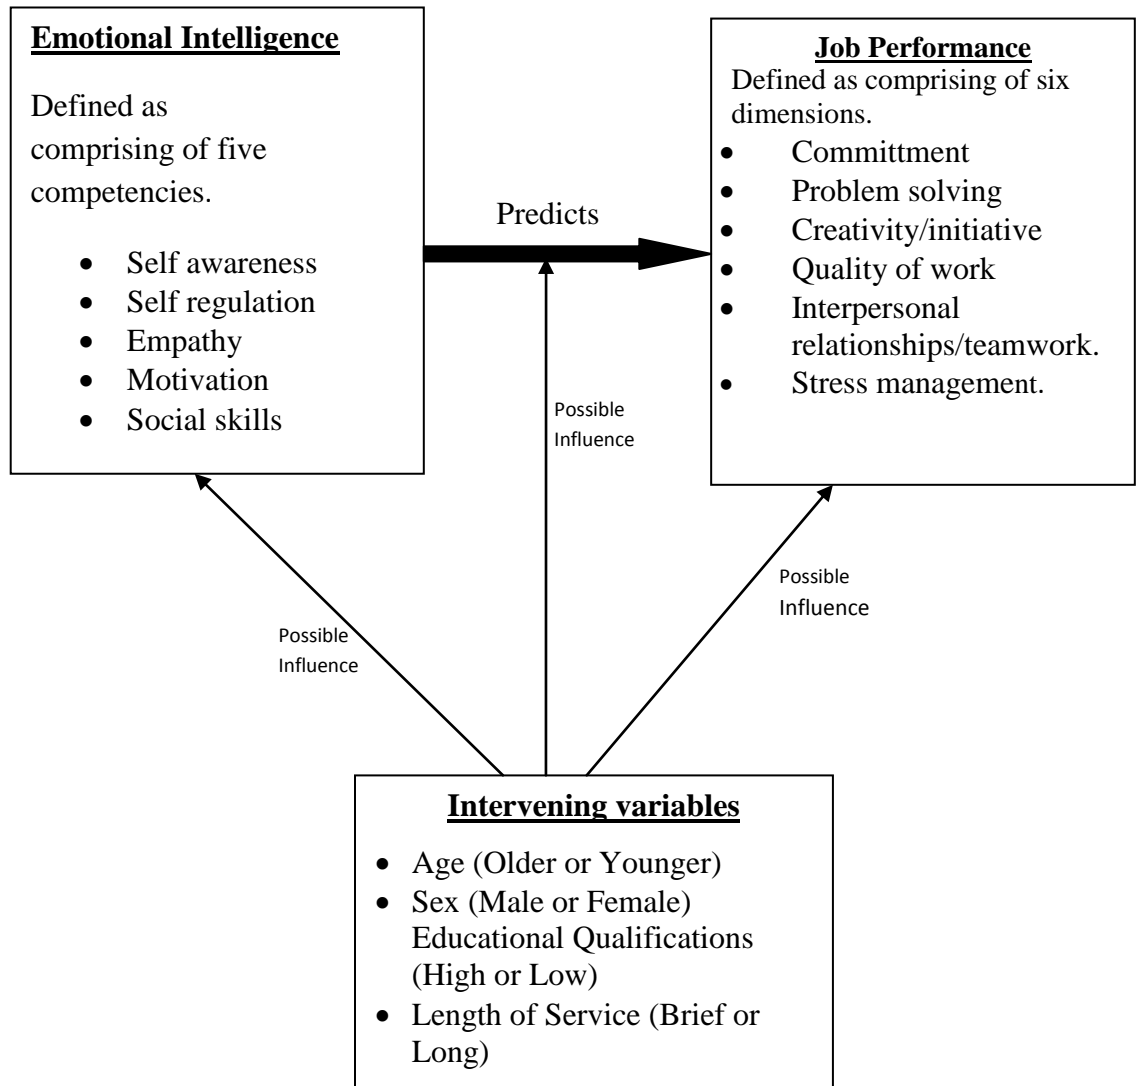 Emotional Intelligence
Defined as
comprising of five
competencies.
• Self awareness
• Self regulation
• Empathy
• Motivation
• Social skills
Predicts
Job Performance
Defined as comprising of six
dimensions.
• Committment
• Problem solving
• Creativity/initiative
• Quality of work
• Interpersonal
relationships/teamwork.
• Stress management.
Possible
Influence
Possible
Influence
Possible
Influence
Intervening variables
• Age (Older or Younger)
• Sex (Male or Female)
Educational Qualifications
(High or Low)
• Length of Service (Brief or
Long)